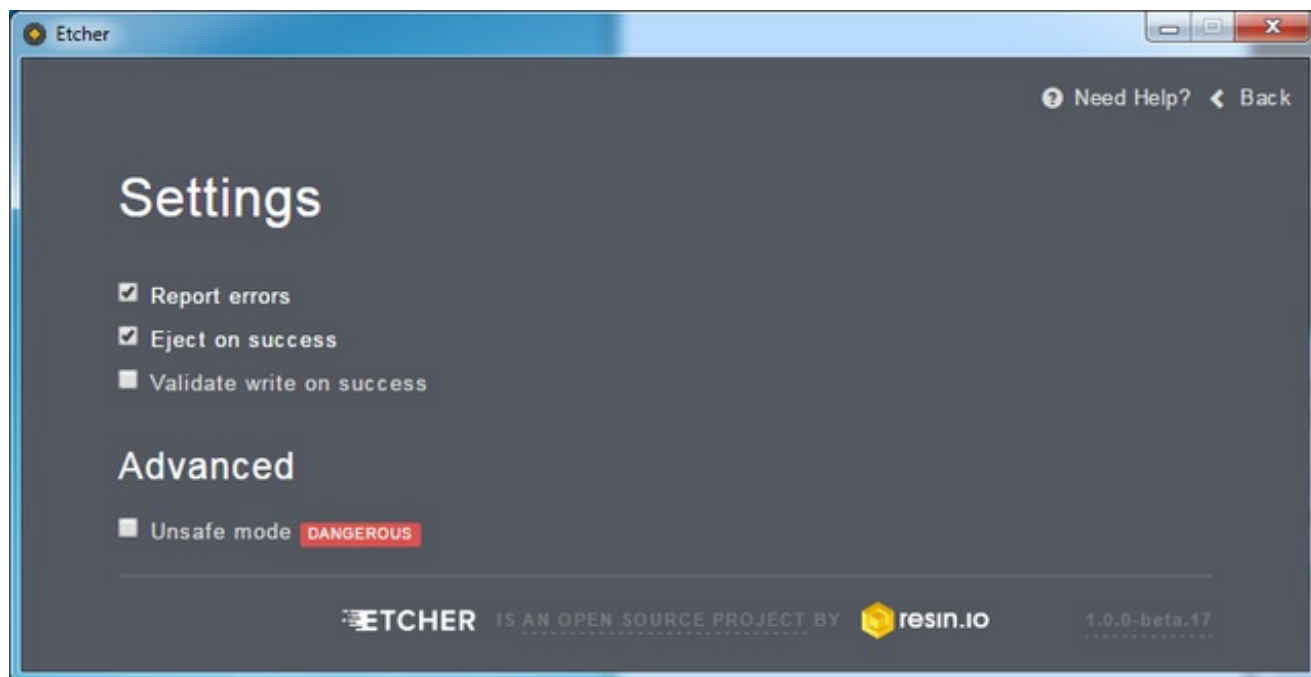 Etcher
Need Help? Back
Settings
Report errors
Eject on success
Validate write on success
Advanced
Unsafe mode DANGEROUS
ETCHER IS AN OPEN SOURCE PROJECT BY resin.io 1.0.0-beta.17